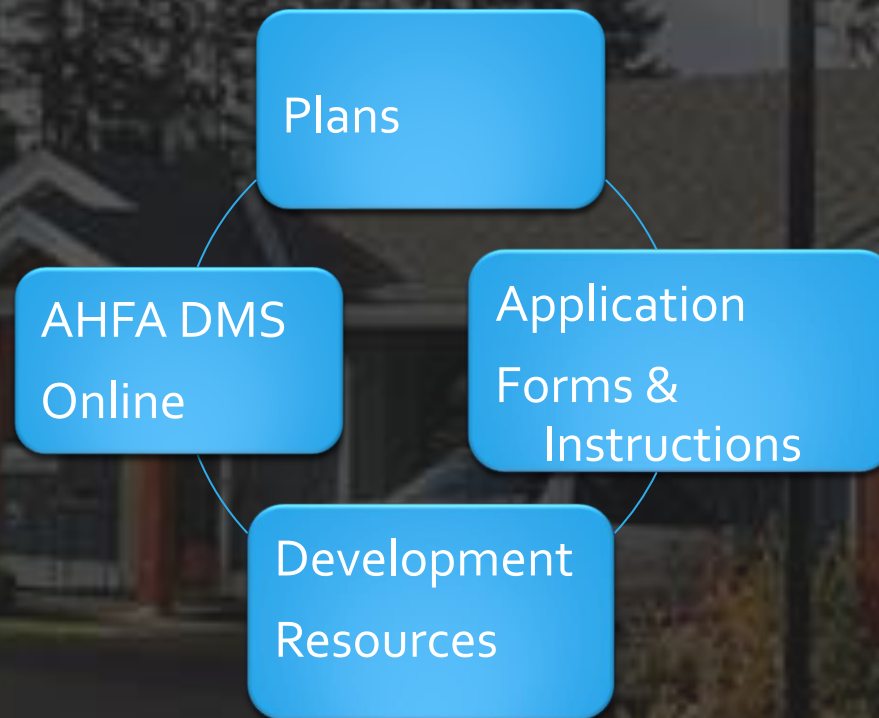 Plans
Application
Forms &
Instructions
Development
Resources
AHFA DMS
Online